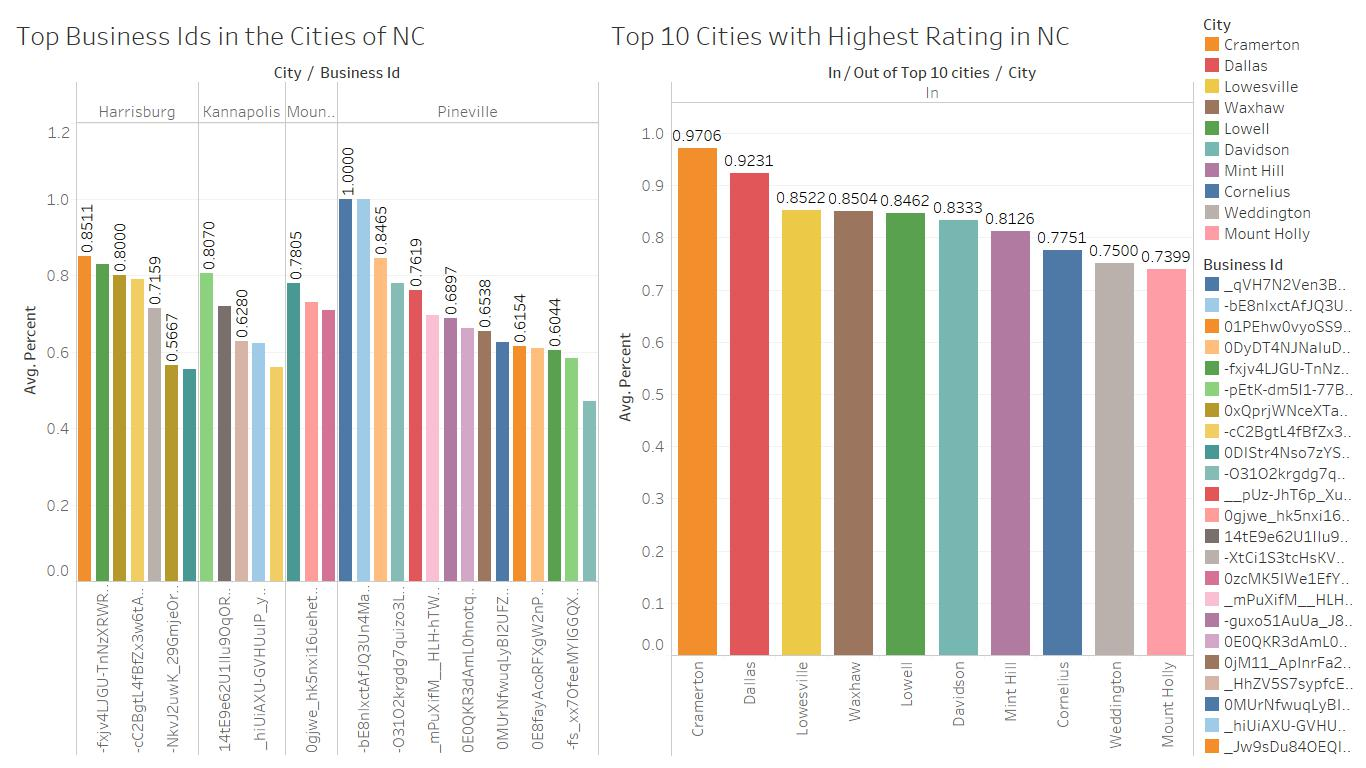 Top Business Ids in the Cities of NC
City / Business Id
Harrisburg
Kannapolis
Moun..
Pineville
Avg. Percent
1.2
1.0
0.8
0.6
0.4
0.2
0.0
0.8511
0.8000
0.7159
0.5667
0.8070
0.6280
0.7805
1.0000
0.8465
0.7619
0.6897
0.6538
0.6154
0.6044
-fxjv4LJGU-TnNzXRWR..
-cC2BgtL4fBfZx3w6tA..
-NkvJ2uwK_29GmjeOr..
14tE9e62U1IIu9OqOR..
_hiUiAXU-GVHUuIP_y..
0gjwe_hk5nxi16uehet..
-bE8nIxctAfJQ3Un4Ma..
-O31O2krgdg7quizo3L..
_mPuXifM__HLH-hTW..
0E0QKR3dAmL0hnotq..
0MUrNfwuqLyBI2UFZ..
0E8fayAcoRFXgW2nP..
-fs_xx7OfeeMYIGGQX..
Top 10 Cities with Highest Rating in NC
In / Out of Top 10 cities / City
In
Avg. Percent
1.0
0.9
0.8
0.7
0.6
0.5
0.4
0.3
0.2
0.1
0.0
0.9706
0.9231
0.8522
0.8504
0.8462
0.8333
0.8126
0.7751
0.7500
0.7399
Cramerton
Dallas
Lowesville
Waxhaw
Lowell
Davidson
Mint Hill
Cornelius
Weddington
Mount Holly
City
Cramerton
Dallas
Lowesville
Waxhaw
Lowell
Davidson
Mint Hill
Cornelius
Weddington
Mount Holly
Business Id
_qVH7N2Ven3B..
-bE8nIxctAfJQ3U..
01PEhw0vyoSS9..
0DyDT4NJNaIuD..
-fxjv4LJGU-TnNz..
-pEtK-dm5I1-77B..
0xQprjWNceXTa..
-cC2BgtL4fBfZx3..
0DIStr4Nso7zYS..
-O31O2krgdg7q..
__pUz-JhT6p_Xu..
0gjwe_hk5nxi16..
14tE9e62U1IIu9..
-XtCi1S3tcHsKV..
0zcMK5IWe1EfY..
_mPuXifM__HLH..
-guxo51AuUa_J8..
0E0QKR3dAmL0..
0jM11_ApInrFa2..
_HhZV5S7sypfcE..
0MUrNfwuqLyBI..
_hiUiAXU-GVHU..
_Jw9sDu84OEQI..